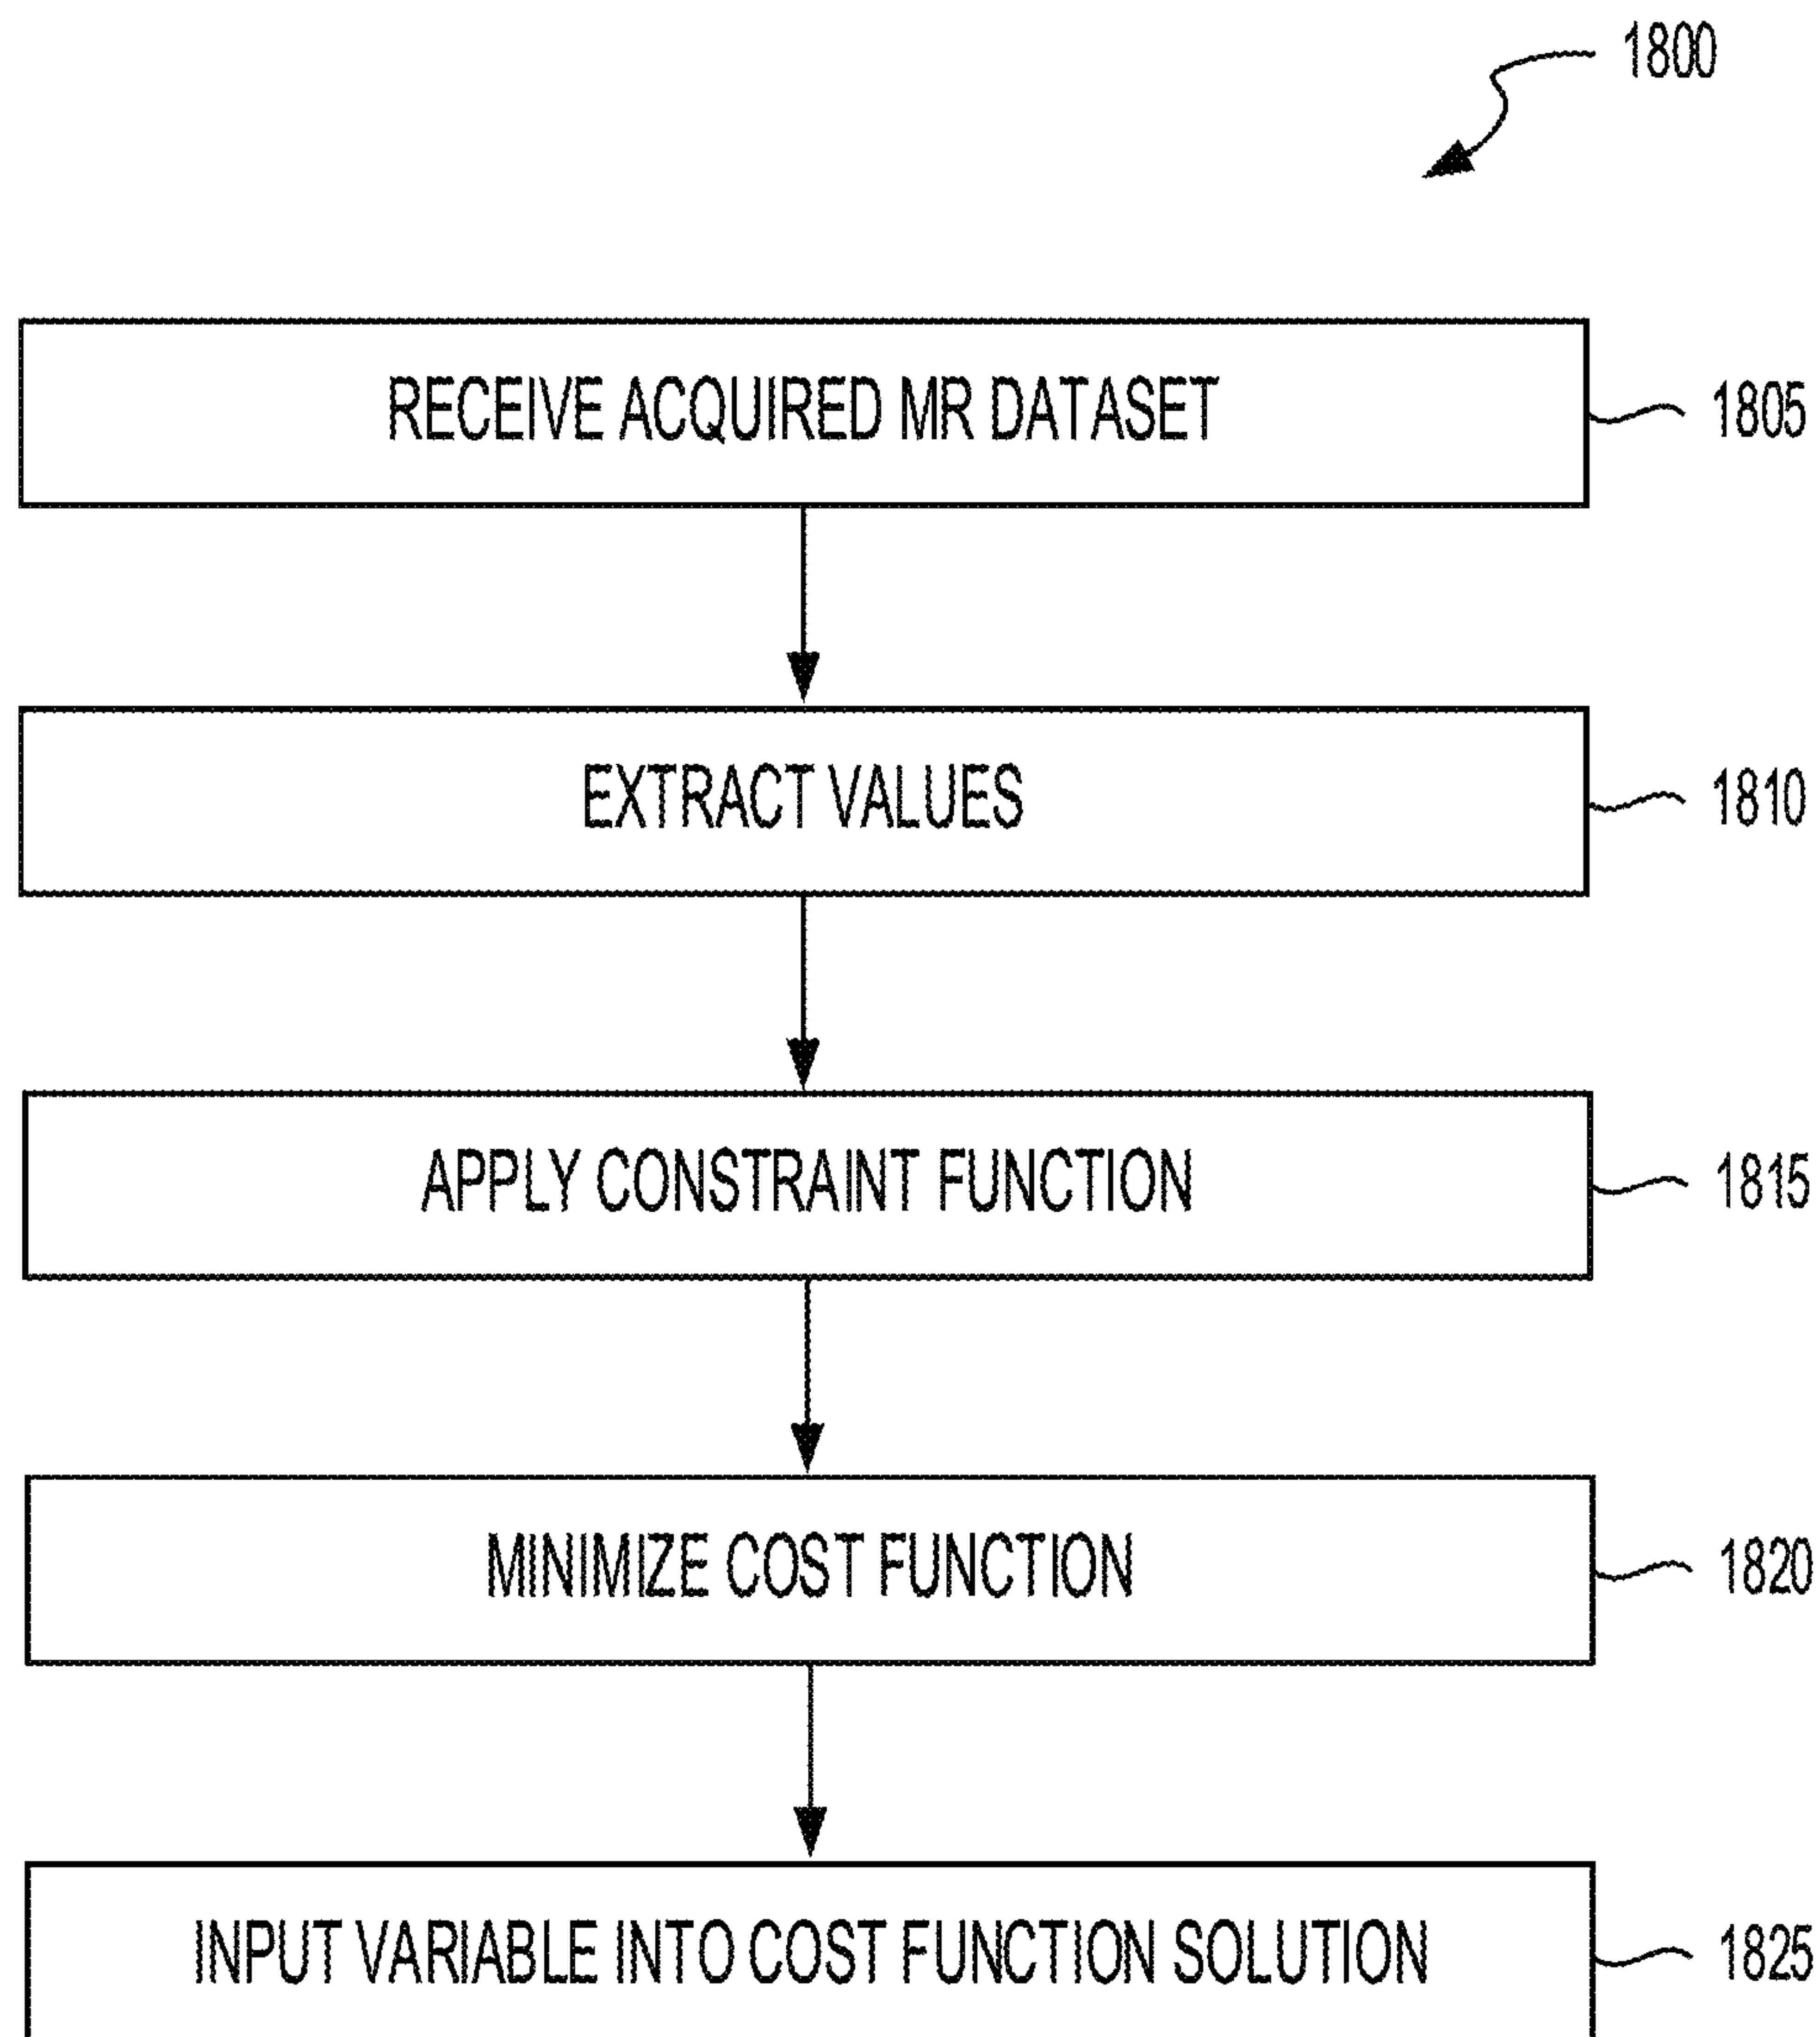 1800
RECEIVE ACQUIRED MR DATASET
1805
EXTRACT VALUES
1810
APPLY CONSTRAINT FUNCTION
1815
MINIMIZE COST FUNCTION
1820
INPUT VARIABLE INTO COST FUNCTION SOLUTION
1825